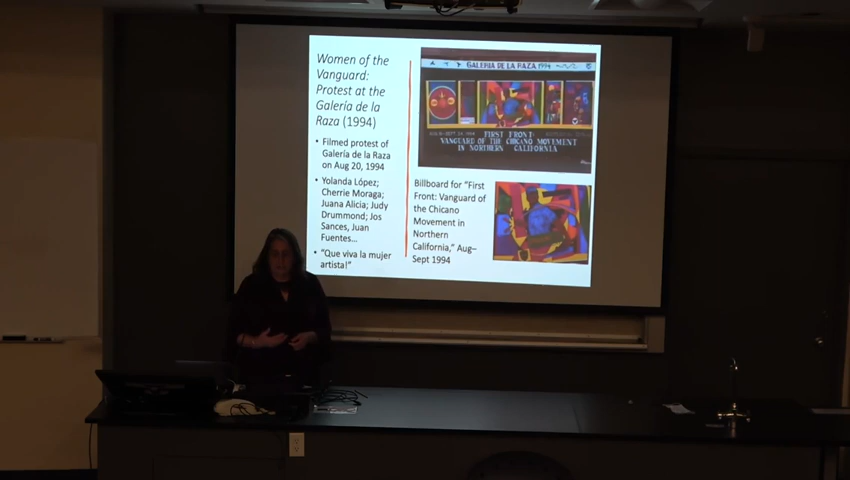 Women of the
Vanguard:
Protest at the
Galería de la
Raza (1994)
• Filmed protest of
Galería de la Raza
on Aug 20, 1994
• Yolanda López;
Cherrie Moraga;
Juana Alicia; Judy
Drummond; Jos
Sances, Juan
Fuentes...
• "Que viva la mujer
artista!"
GALERIA DE LA RAZA 1994
FIRST FRONT:
VANGUARD OF THE CHICANO MOVEMENT
IN NORTHERN CALIFORNIA
Billboard for "First
Front: Vanguard of
the Chicano
Movement in
Northern
California," Aug–
Sept 1994